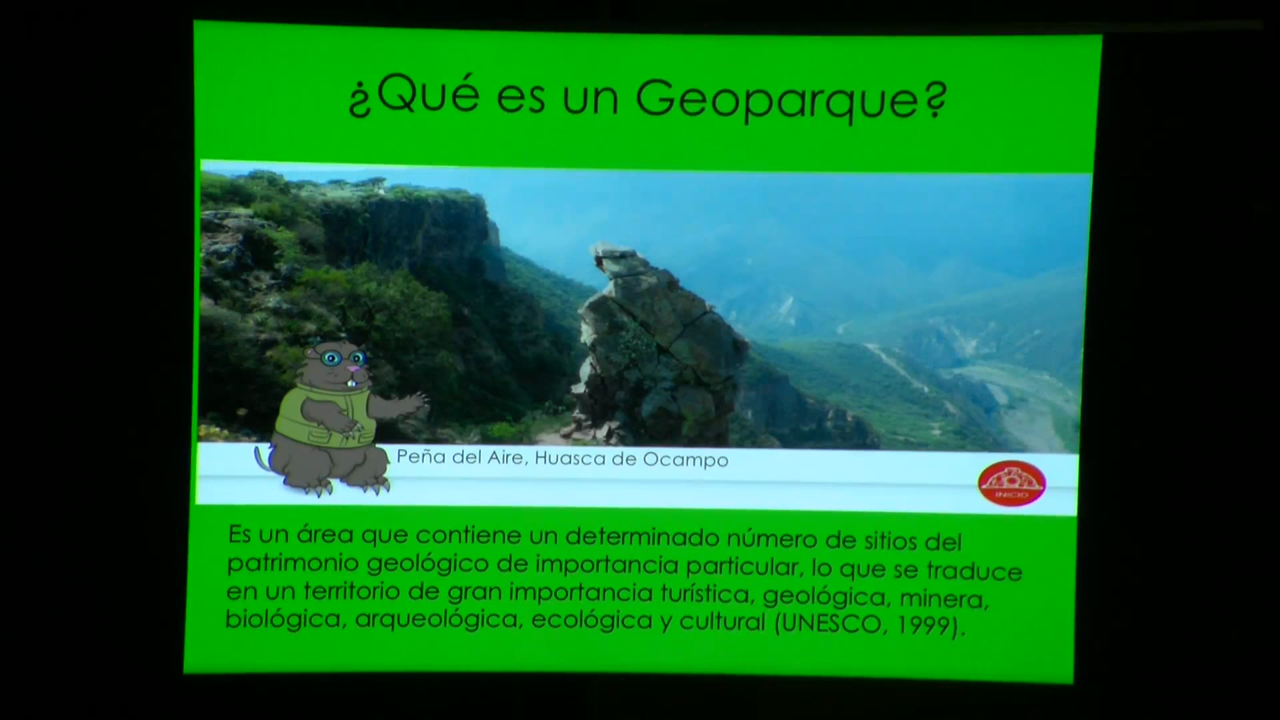 ¿Qué es un Geoparque?
Peña del Aire, Huasca de Ocampo
INICIO
Es un área que contiene un determinado número de sitios del
patrimonio geológico de importancia particular, lo que se traduce
en un territorio de gran importancia turística, geológica, minera,
biológica, arqueológica, ecológica y cultural (UNESCO, 1999).